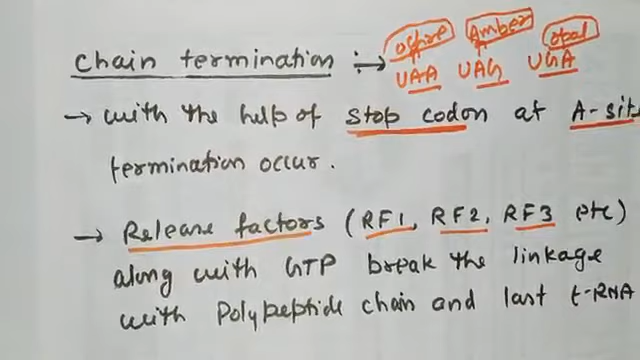 ochre Amber opal
Chain termination :→ UAA UAG UGA
→ with the help of stop codon at A-site
termination occur.
→ Release factors (RF1, RF2, RF3 etc)
along with GTP break the linkage
with Polypeptide chain and last t-RNA